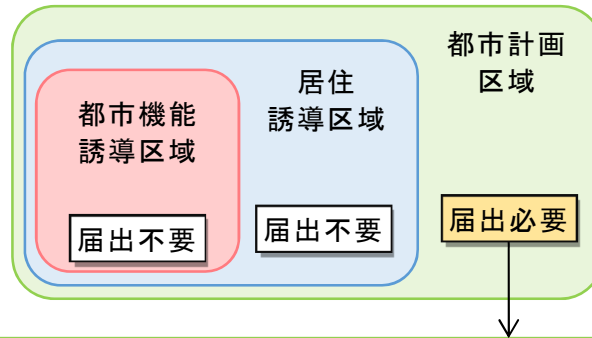 都市機能
誘導区域
届出不要
居住
誘導区域
届出不要
都市計画
区域
届出必要